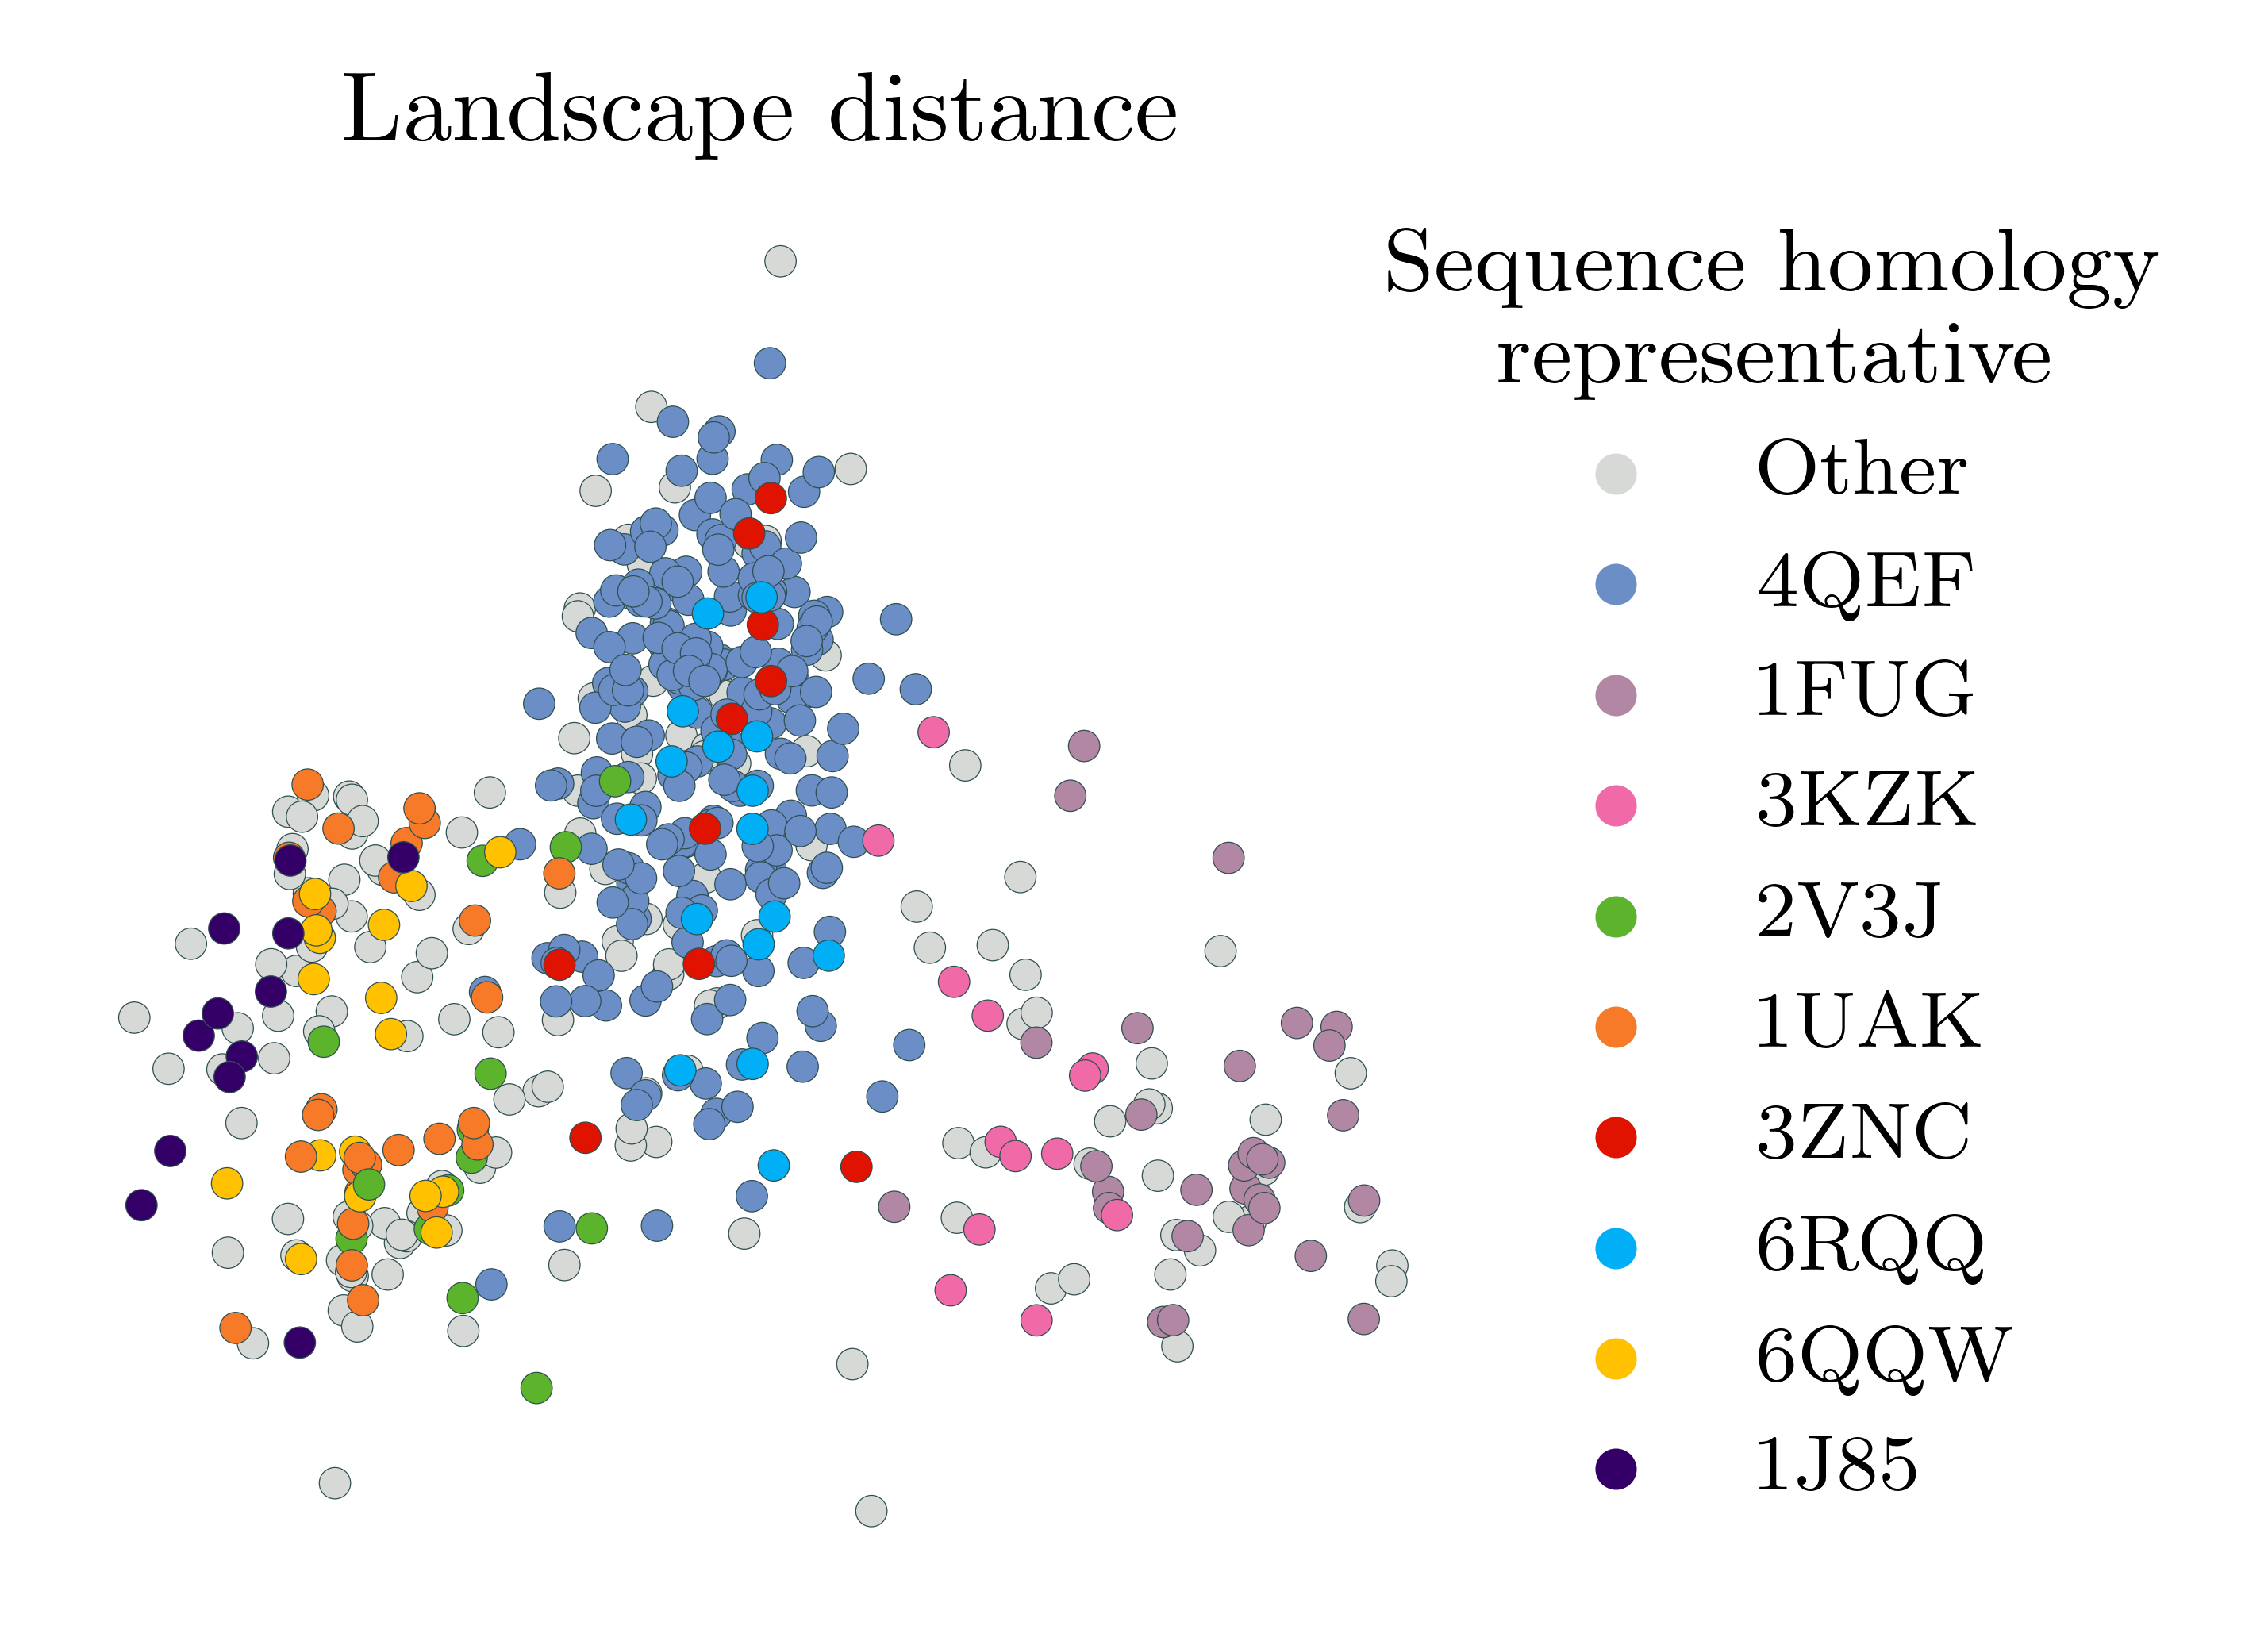 Landscape distance
Sequence homology
representative
Other
4QEF
1FUG
3KZK
2V3J
1UAK
3ZNC
6RQQ
6QQW
1J85